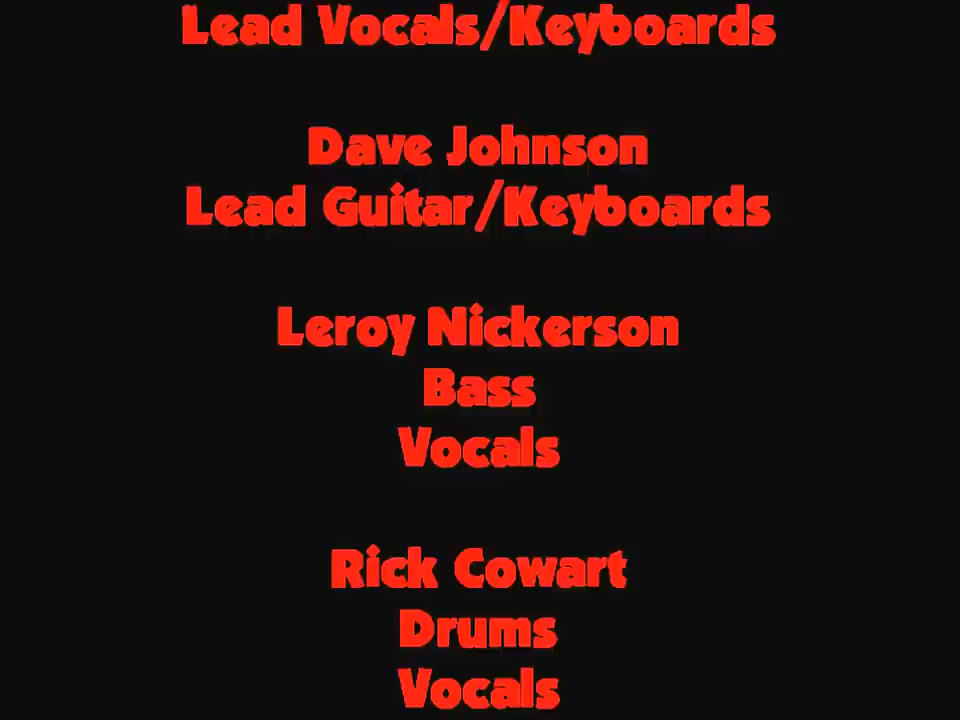 Lead Vocals/Keyboards
Dave Johnson
Lead Guitar/Keyboards
Leroy Nickerson
Bass
Vocals
Rick Cowart
Drums
Vocals